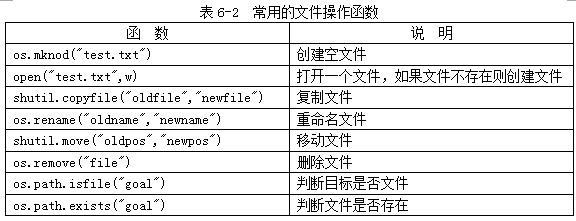 表 6-2 常用的文件操作函数
函 数 说 明
os.mknod("test.txt") 创建空文件
open("test.txt",w) 打开一个文件，如果文件不存在则创建文件
shutil.copyfile("oldfile","newfile") 复制文件
os.rename("oldname","newname") 重命名文件
shutil.move("oldpos","newpos") 移动文件
os.remove("file") 删除文件
os.path.isfile("goal") 判断目标是否文件
os.path.exists("goal") 判断文件是否存在